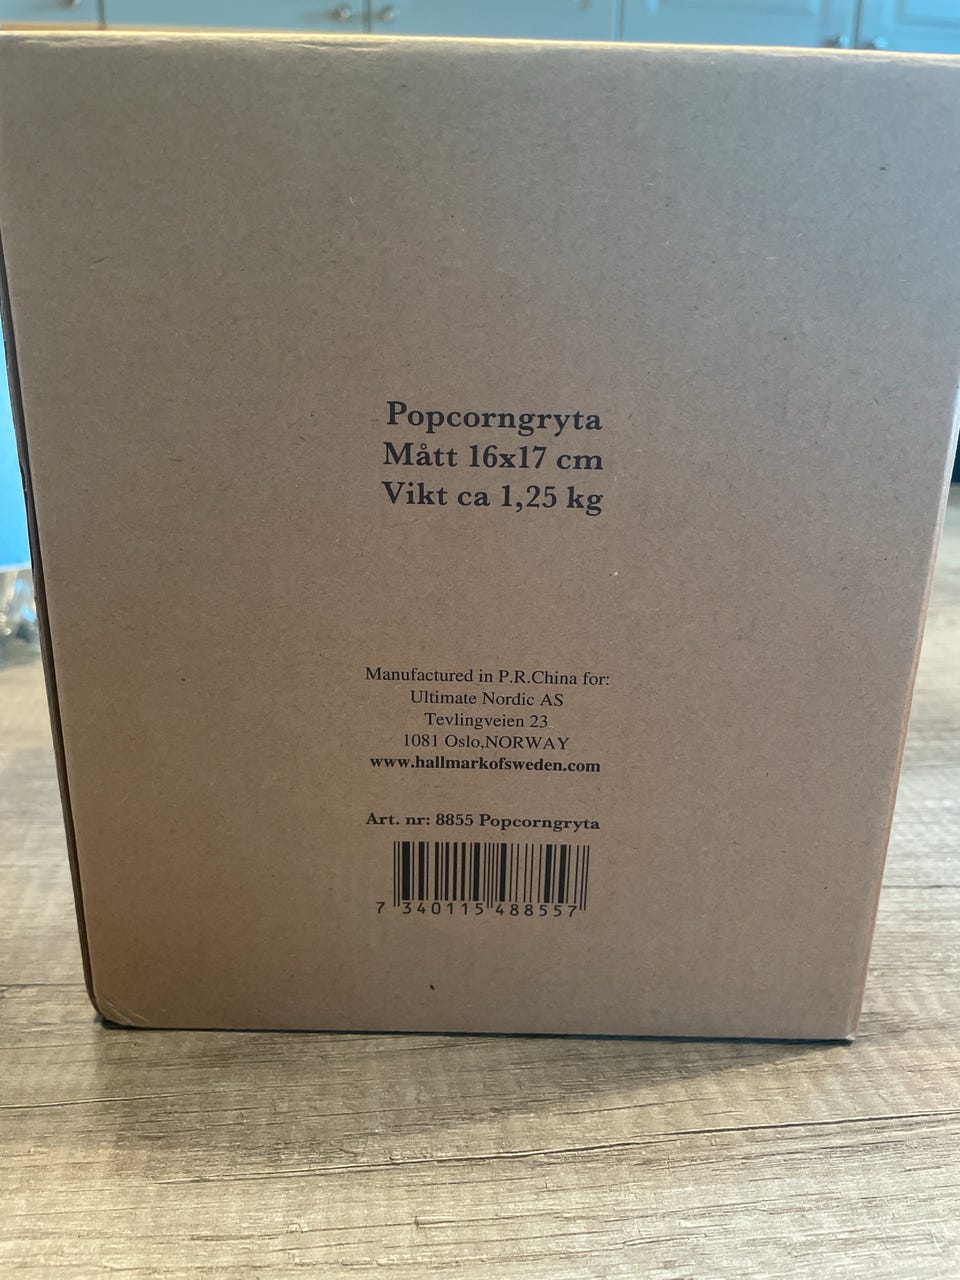 Popcorngryta
Mått 16x17 cm
Vikt ca 1,25 kg
Manufactured in P.R.China for:
Ultimate Nordic AS
Tevlingveien 23
1081 Oslo,NORWAY
www.hallmarkofsweden.com
Art. nr: 8855 Popcorngryta
7 340115 488557